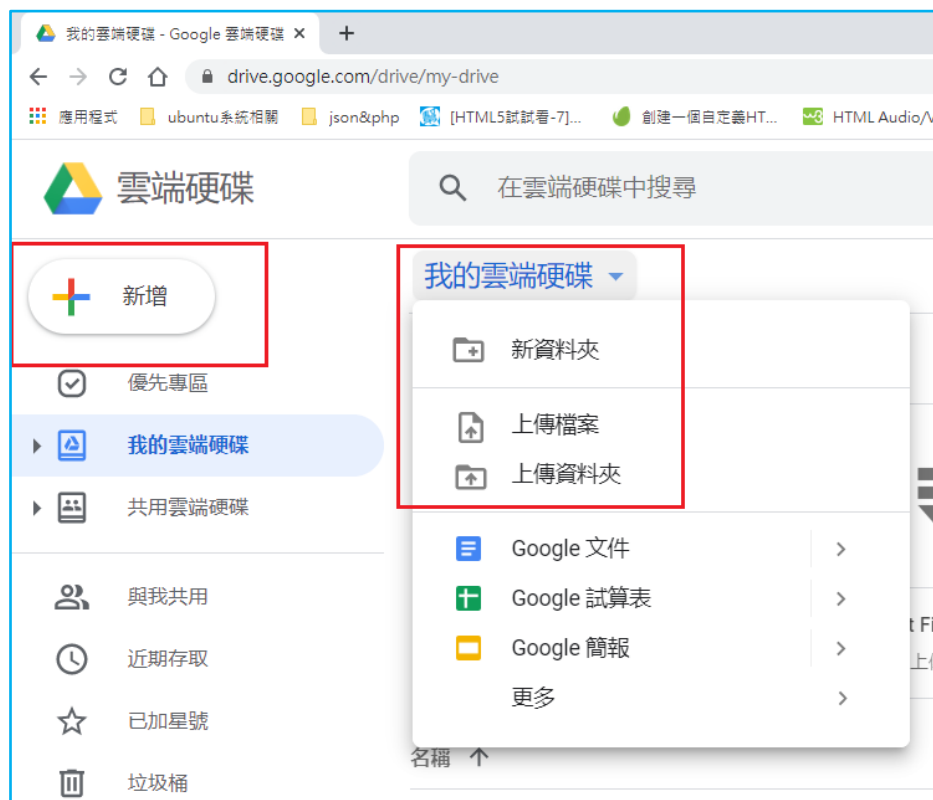 我的雲端硬碟 - Google 雲端硬碟
drive.google.com/drive/my-drive
應用程式 ubuntu系統相關 json&php [HTML5試試看-7]... 創建一個自定義HT... HTML Audio/V
雲端硬碟 在雲端硬碟中搜尋
新增
優先專區
我的雲端硬碟
共用雲端硬碟
與我共用
近期存取
已加星號
垃圾桶
我的雲端硬碟
新資料夾
上傳檔案
上傳資料夾
Google 文件
Google 試算表
Google 簡報
更多
t Fi
上
名稱